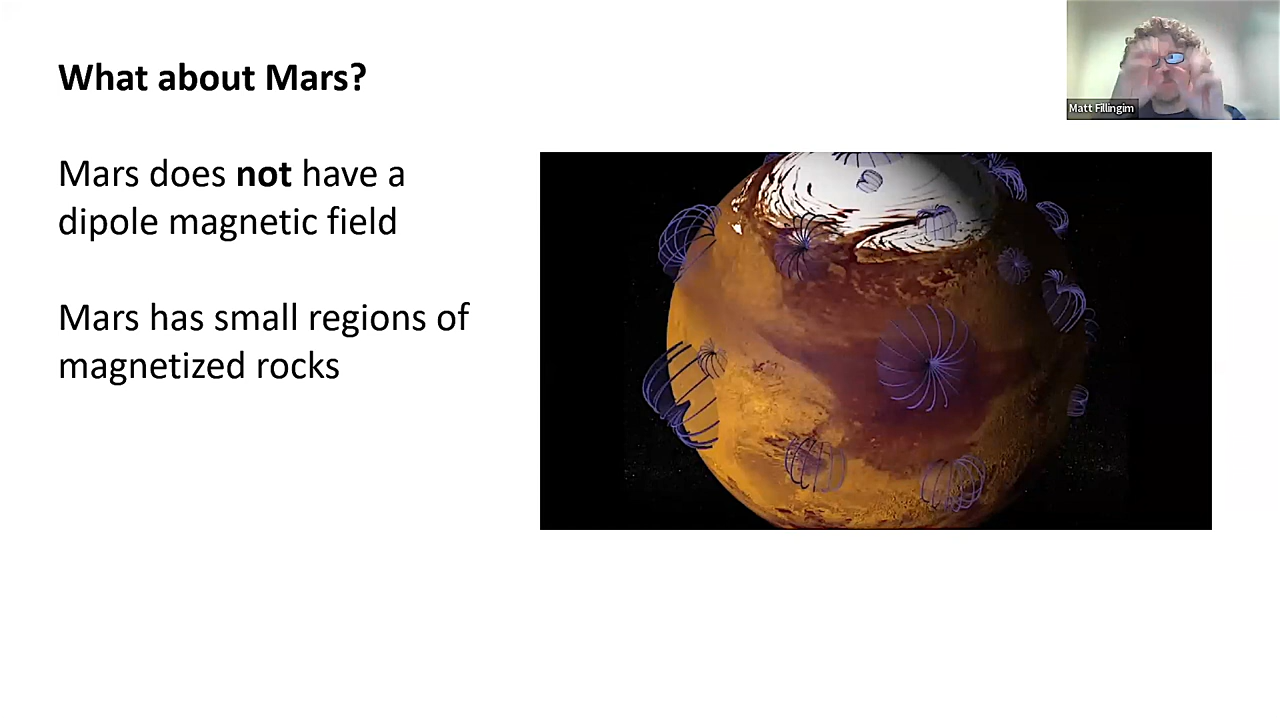 What about Mars?
Matt Fillingim
Mars does not have a
dipole magnetic field
Mars has small regions of
magnetized rocks